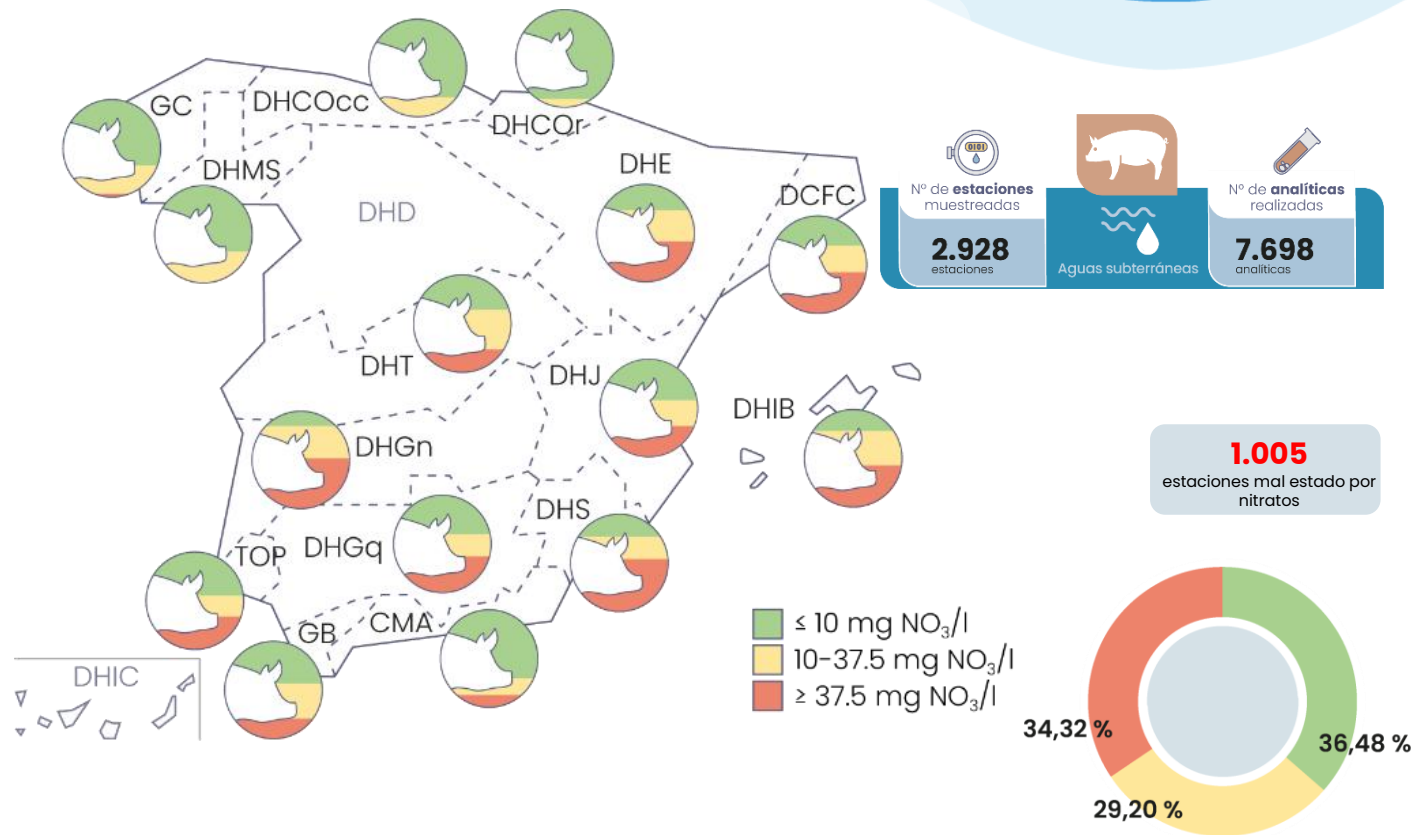 GC
DHCOcc
DHCOr
DHMS
DHE
DHD
DCFC
DHT
DHJ
DHIB
DHGn
DHS
TOP
DHGq
GB
CMA
DHIC
Nº de estaciones
muestreadas
2.928
estaciones
0101
Aguas subterráneas
Nº de analíticas
realizadas
7.698
analíticas
1.005
estaciones mal estado por
nitratos
≤ 10 mg NO₃/l
10-37.5 mg NO₃/l
≥ 37.5 mg NO₃/l
34,32 %
36,48 %
29,20 %